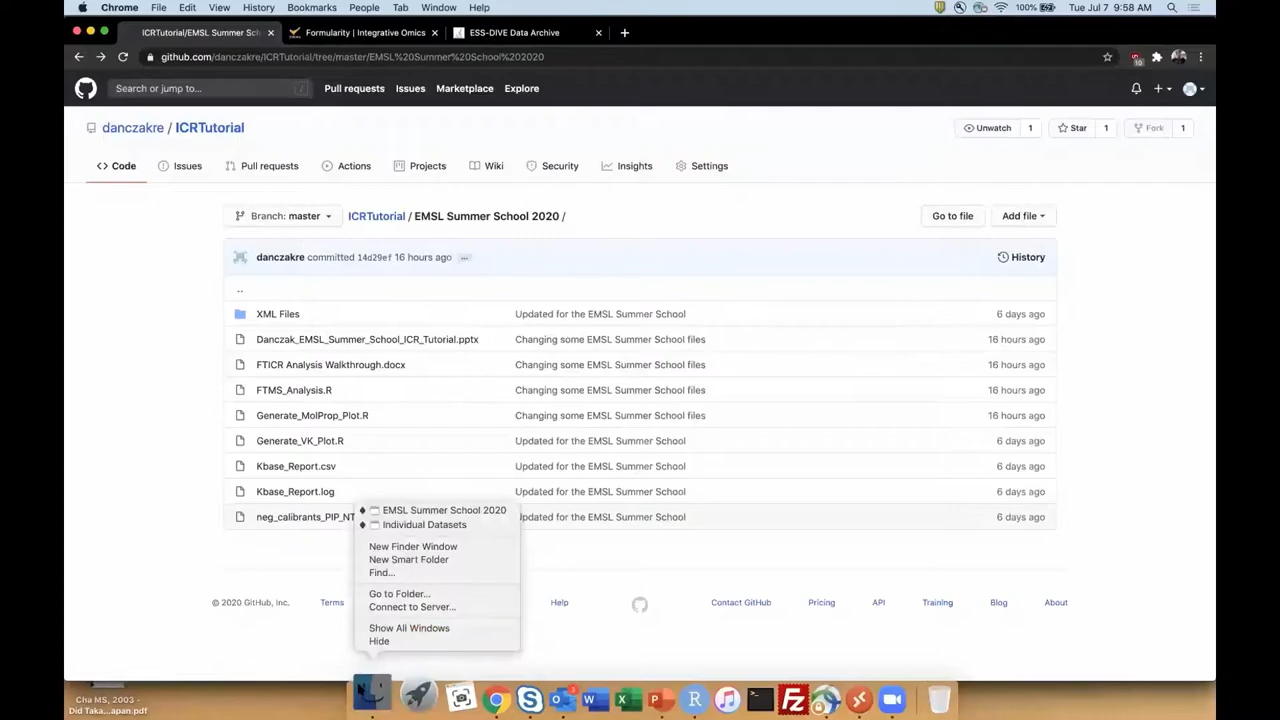 Chrome File Edit View History Bookmarks People Tab Window Help 100% Tue Jul 7 9:58 AM
ICRTutorial/EMSL Summer Sch Formularity | Integrative Omics ESS-DIVE Data Archive
github.com/danczakre/ICRTutorial/tree/master/EMSL%20Summer%20School%202020
10
Search or jump to... / Pull requests Issues Marketplace Explore
danczakre / ICRTutorial Unwatch 1 Star 1 Fork 1
Code Issues Pull requests Actions Projects Wiki Security Insights Settings
Branch: master ICRTutorial / EMSL Summer School 2020 / Go to file Add file
danczakre committed 14d29ef 16 hours ago ... History
..
XML Files Updated for the EMSL Summer School 6 days ago
Danczak_EMSL_Summer_School_ICR_Tutorial.pptx Changing some EMSL Summer School files 16 hours ago
FTICR Analysis Walkthrough.docx Changing some EMSL Summer School files 16 hours ago
FTMS_Analysis.R Changing some EMSL Summer School files 16 hours ago
Generate_MolProp_Plot.R Changing some EMSL Summer School files 16 hours ago
Generate_VK_Plot.R Updated for the EMSL Summer School 6 days ago
Kbase_Report.csv Updated for the EMSL Summer School 6 days ago
Kbase_Report.log Updated for the EMSL Summer School 6 days ago
neg_calibrants_PIP_NT Updated for the EMSL Summer School 6 days ago
EMSL Summer School 2020
Individual Datasets
New Finder Window
New Smart Folder
Find...
Go to Folder...
Connect to Server...
Show All Windows
Hide
© 2020 GitHub, Inc. Terms Help Contact GitHub Pricing API Training Blog About
Cha MS, 2003 -
Did Taka...apan.pdf